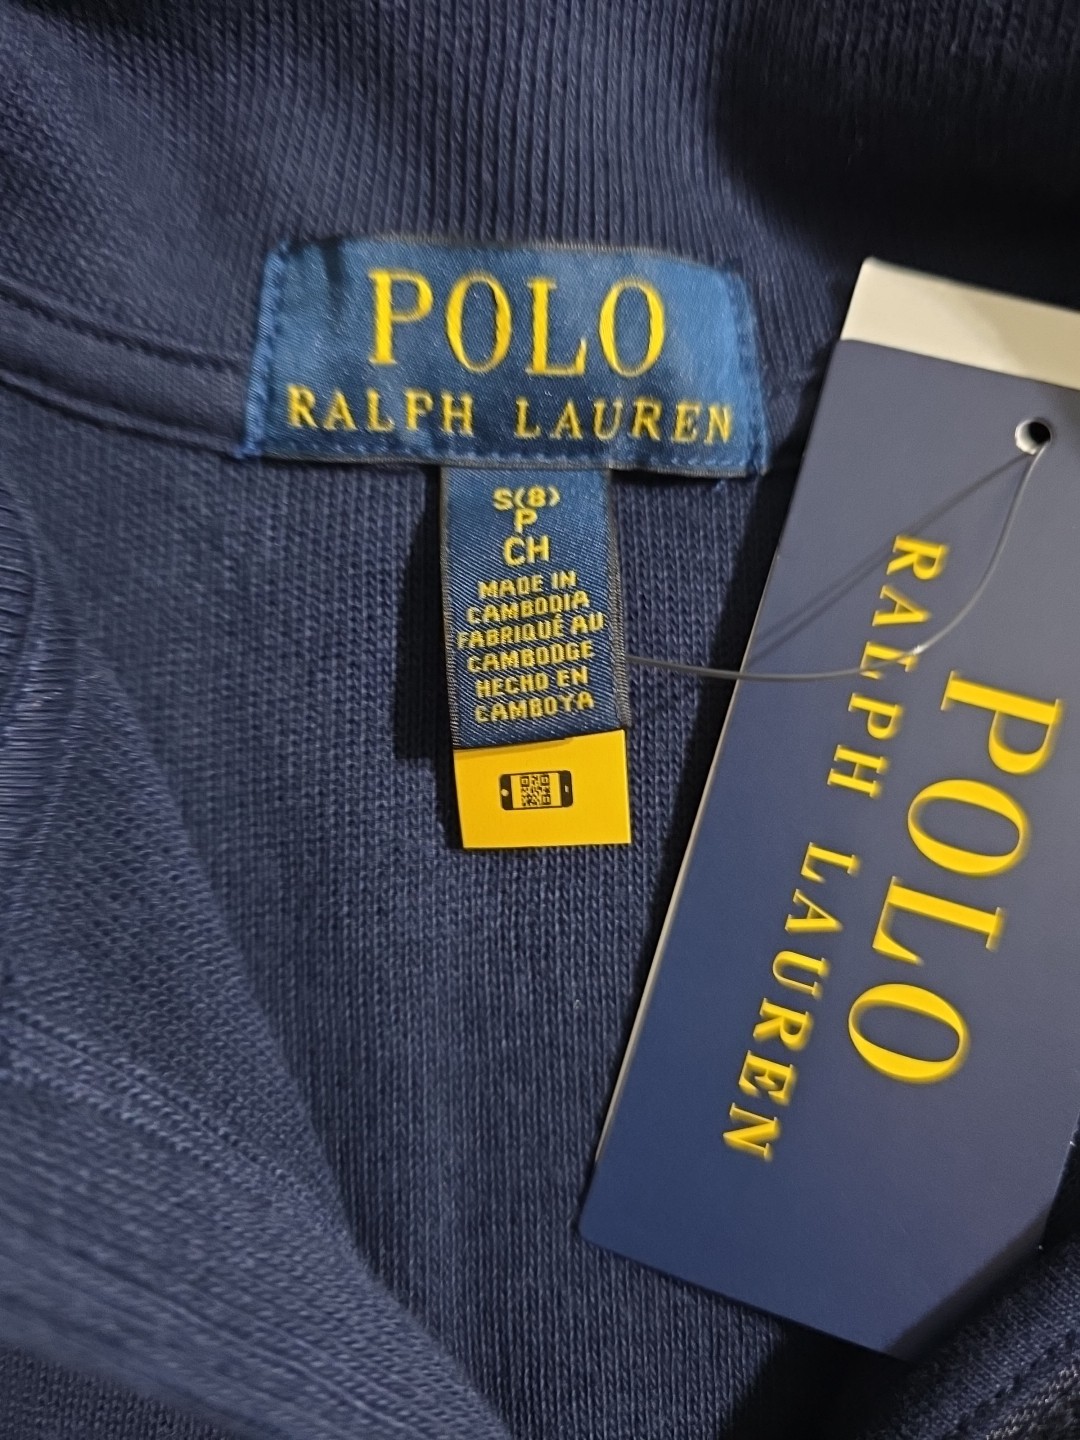 POLO
RALPH LAUREN
S(8)
P
CH
MADE IN
CAMBODIA
FABRIQUÉ AU
CAMBODGE
HECHO EN
CAMBOYA
POLO
RALPH LAUREN